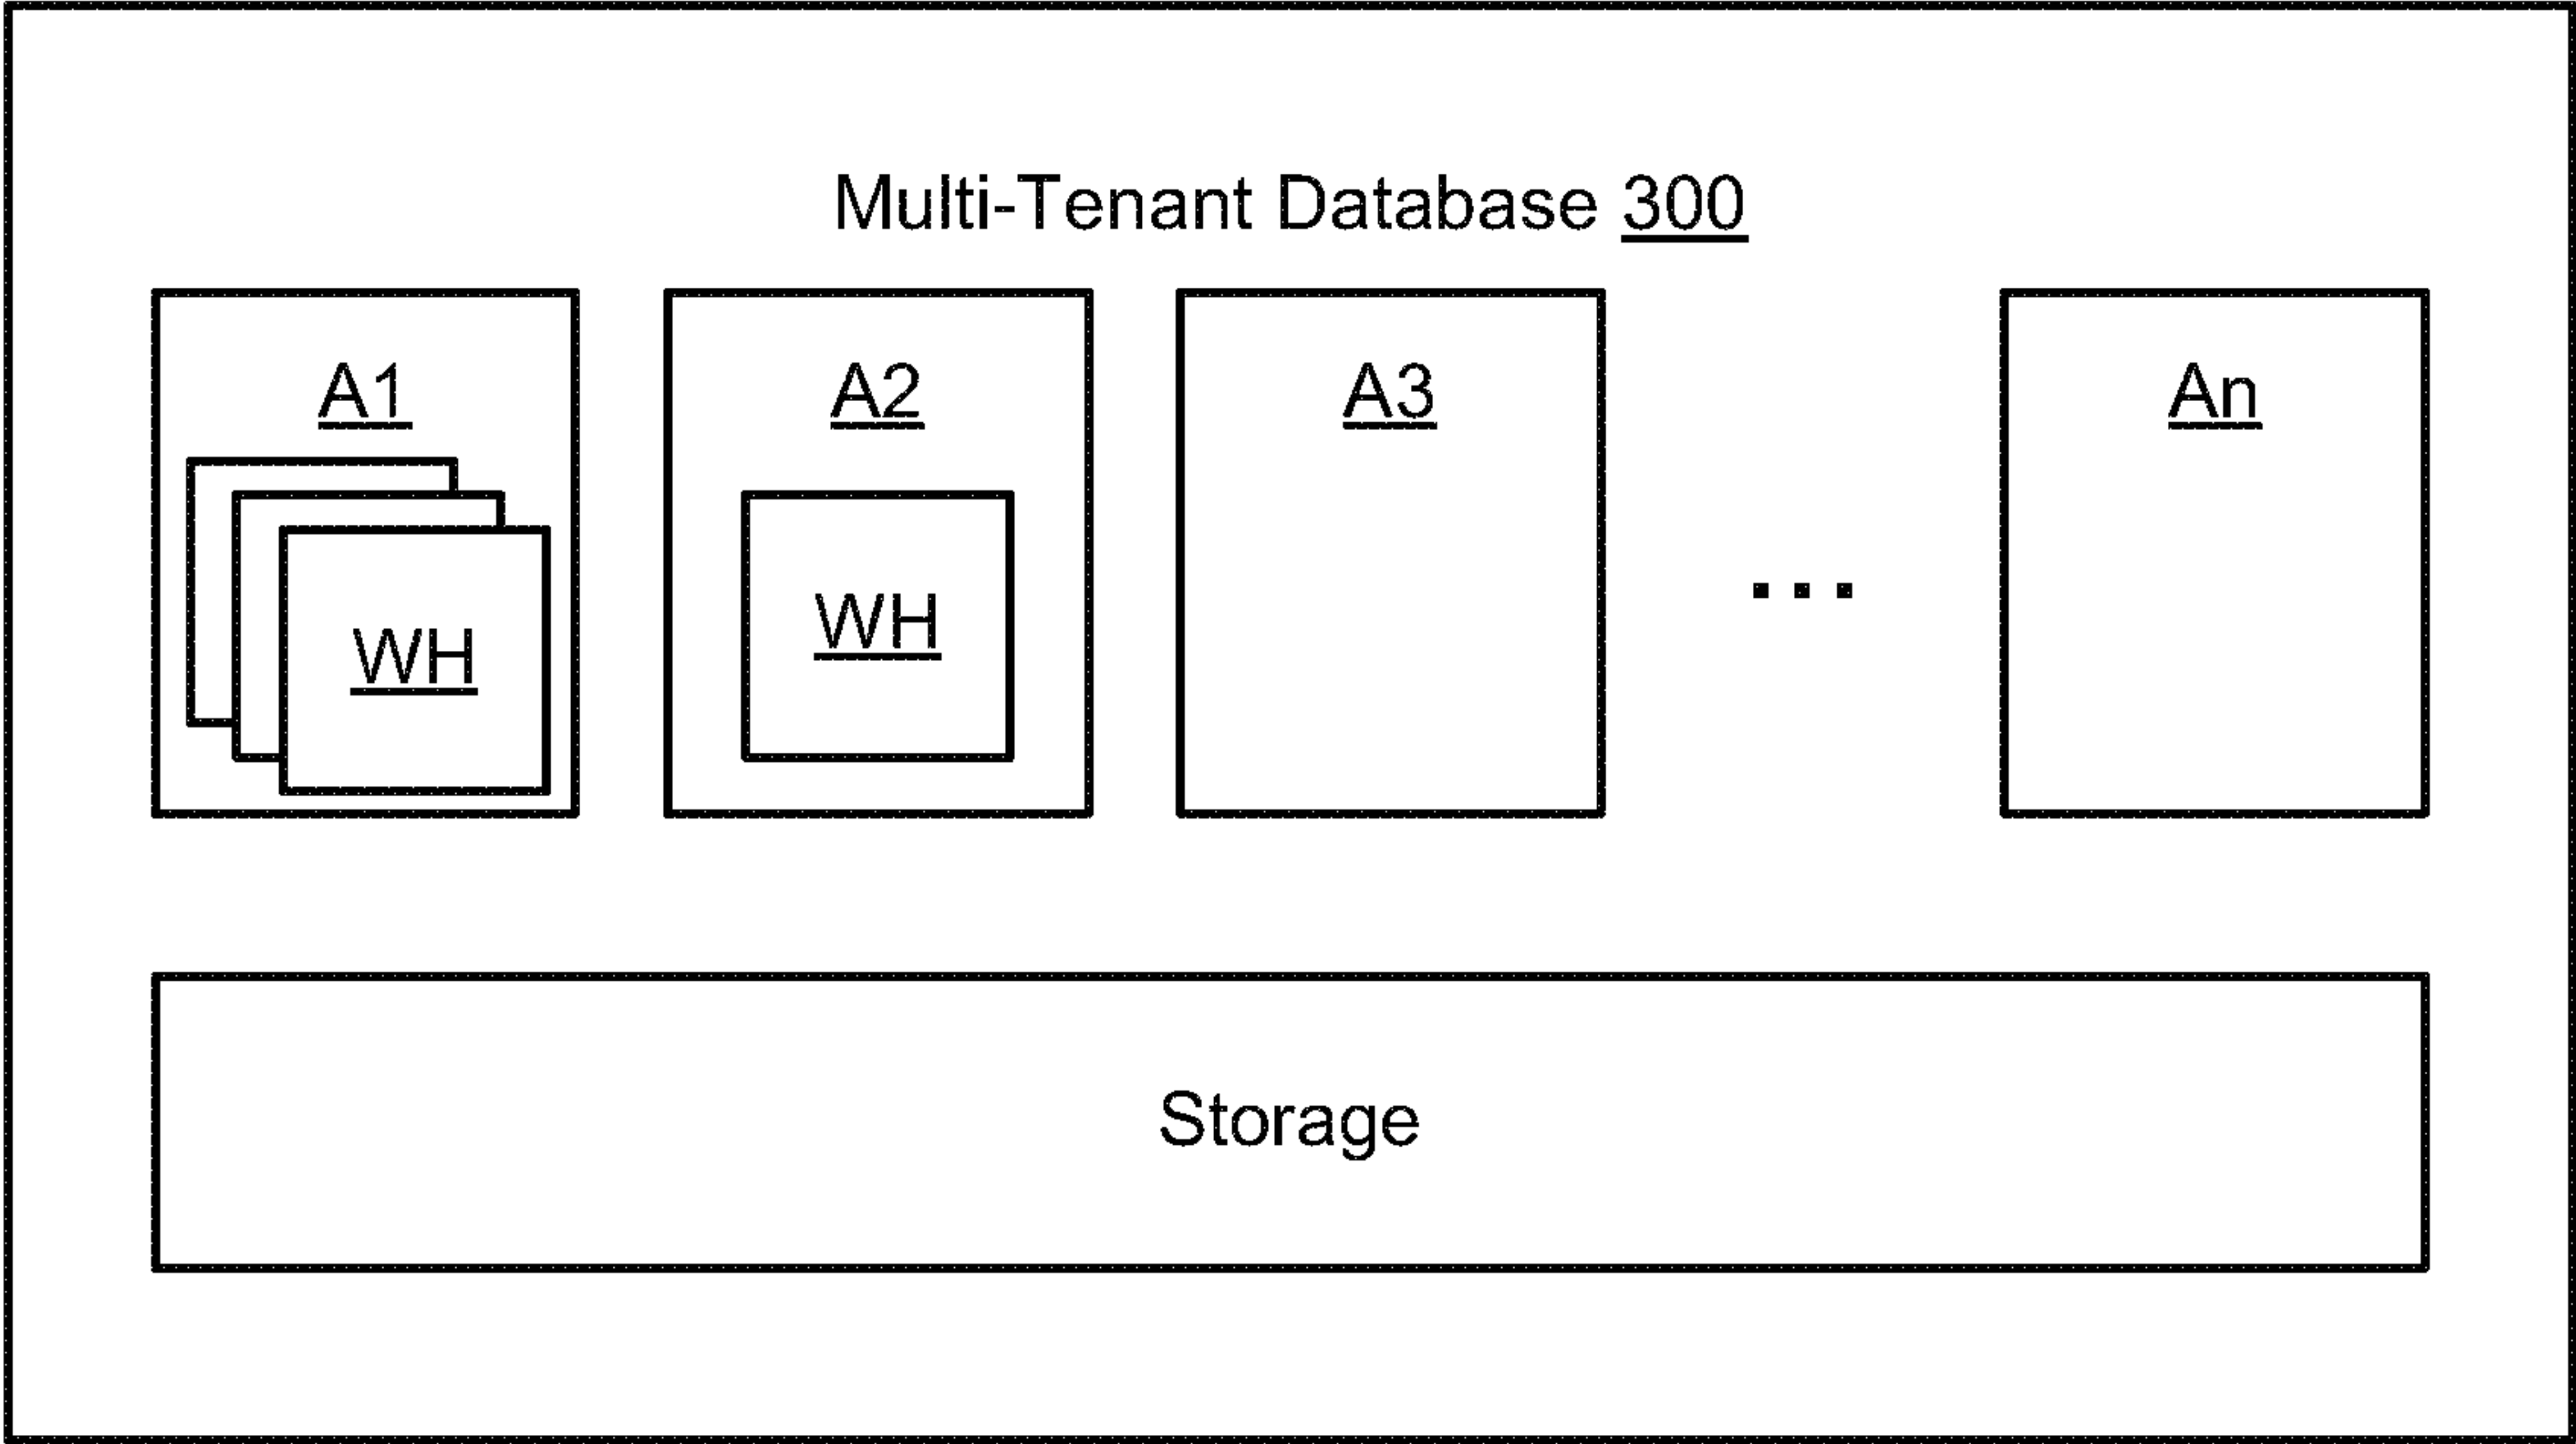 Multi-Tenant Database 300
A1
A2
A3
An
WH
WH
...
Storage